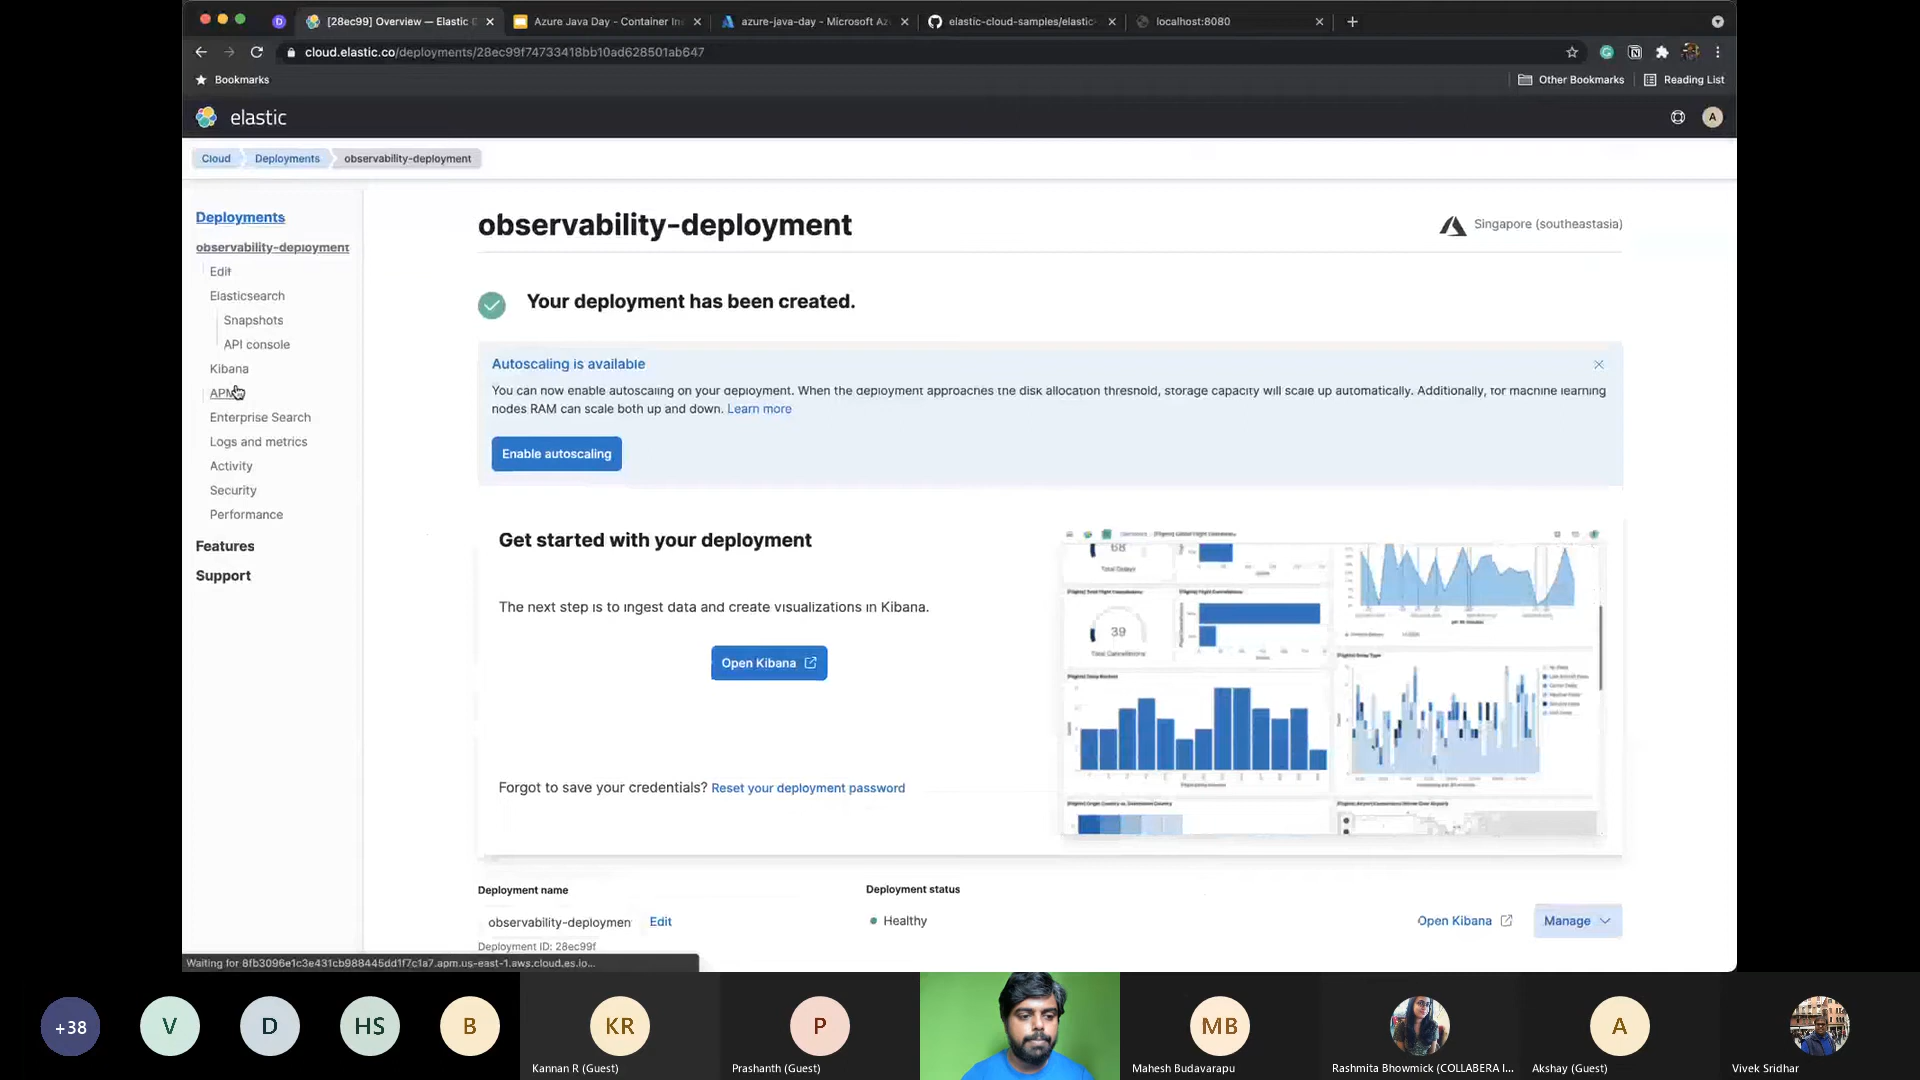 D
[28ec99] Overview — Elastic C
Azure Java Day - Container In
azure-java-day - Microsoft Az
elastic-cloud-samples/elastic-
localhost:8080
cloud.elastic.co/deployments/28ec99f74733418bb10ad628501ab647
Bookmarks
Other Bookmarks
Reading List
elastic
A
Cloud
Deployments
observability-deployment
Deployments
observability-deployment
Edit
Elasticsearch
Snapshots
API console
Kibana
APM
Enterprise Search
Logs and metrics
Activity
Security
Performance
Features
Support
observability-deployment
Singapore (southeastasia)
Your deployment has been created.
Autoscaling is available
You can now enable autoscaling on your deployment. When the deployment approaches the disk allocation threshold, storage capacity will scale up automatically. Additionally, for machine learning
nodes RAM can scale both up and down. Learn more
Enable autoscaling
Get started with your deployment
The next step is to ingest data and create visualizations in Kibana.
Open Kibana
Forgot to save your credentials? Reset your deployment password
68
Total Delays
39
Total Cancellations
Deployment name
Deployment status
observability-deploymen
Edit
Healthy
Open Kibana
Manage
Deployment ID: 28ec99f
Waiting for 8fb3096e1c3e431cb988445dd1f7c1a7.apm.us-east-1.aws.cloud.es.io...
+38
V
D
HS
B
KR
P
MB
A
Kannan R (Guest)
Prashanth (Guest)
Mahesh Budavarapu
Rashmita Bhowmick (COLLABERA I...
Akshay (Guest)
Vivek Sridhar